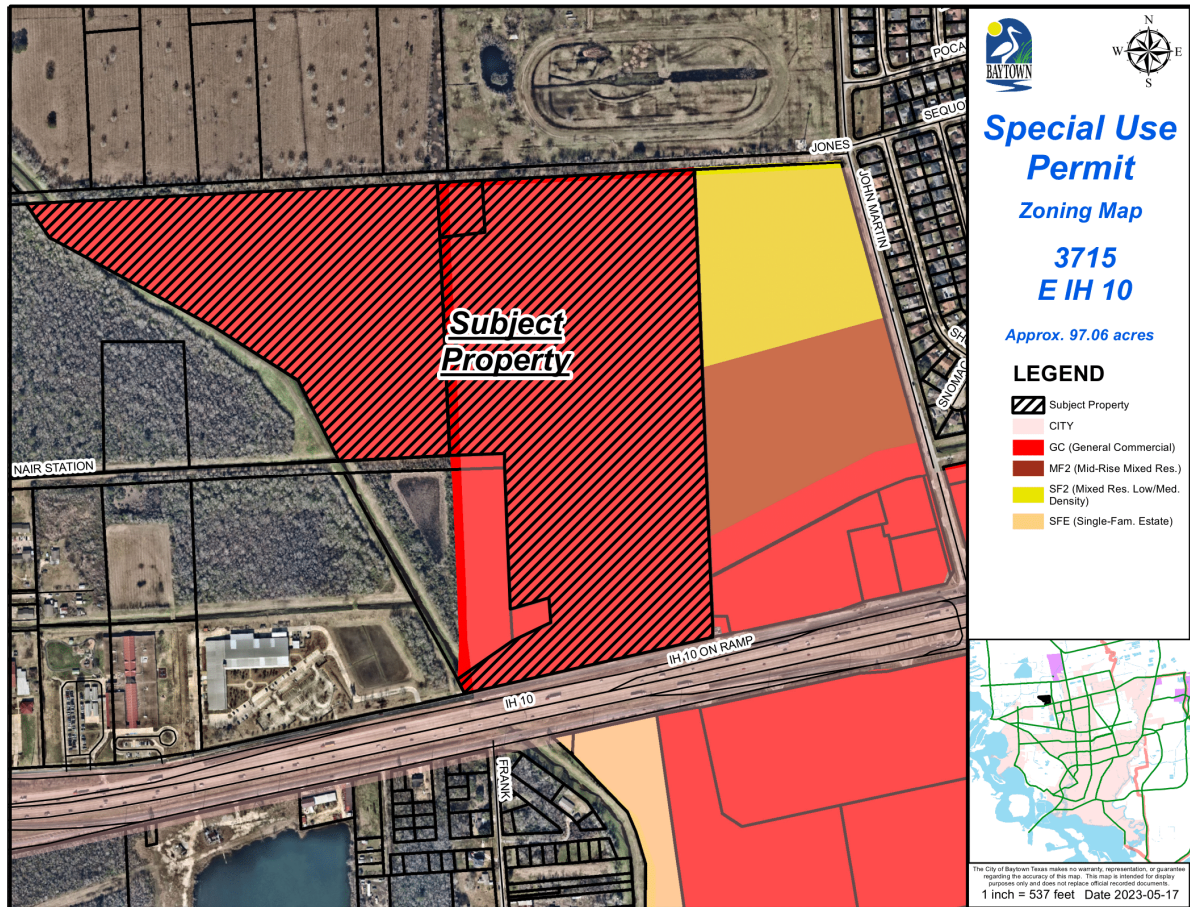 POCA
SEQUO
JONES
JOHN MARTIN
SH
SNOMAC
Subject
Property
NAIR STATION
IH 10 ON RAMP
IH 10
FRANK
BAYTOWN
N
W
E
S
Special Use
Permit
Zoning Map
3715
E IH 10
Approx. 97.06 acres
LEGEND
Subject Property
CITY
GC (General Commercial)
MF2 (Mid-Rise Mixed Res.)
SF2 (Mixed Res. Low/Med.
Density)
SFE (Single-Fam. Estate)
The City of Baytown Texas makes no warranty, representation, or guarantee
regarding the accuracy of this map. This map is intended for display
purposes only and does not replace official recorded documents.
1 inch = 537 feet Date 2023-05-17